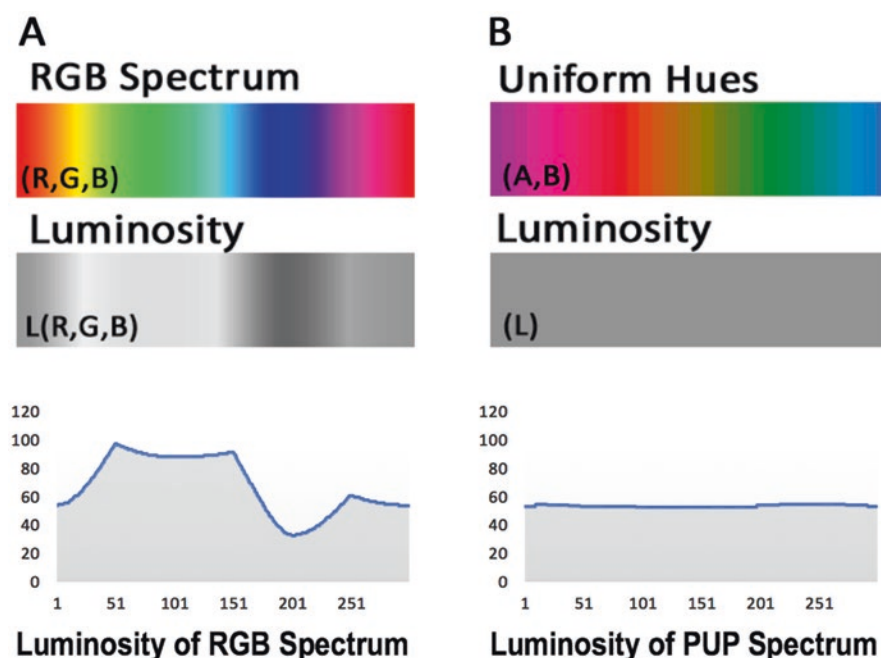 A
RGB Spectrum
(R,G,B)
Luminosity
L(R,G,B)
120
100
80
60
40
20
0
1 51 101 151 201 251
Luminosity of RGB Spectrum
B
Uniform Hues
(A,B)
Luminosity
(L)
120
100
80
60
40
20
0
1 51 101 151 201 251
Luminosity of PUP Spectrum